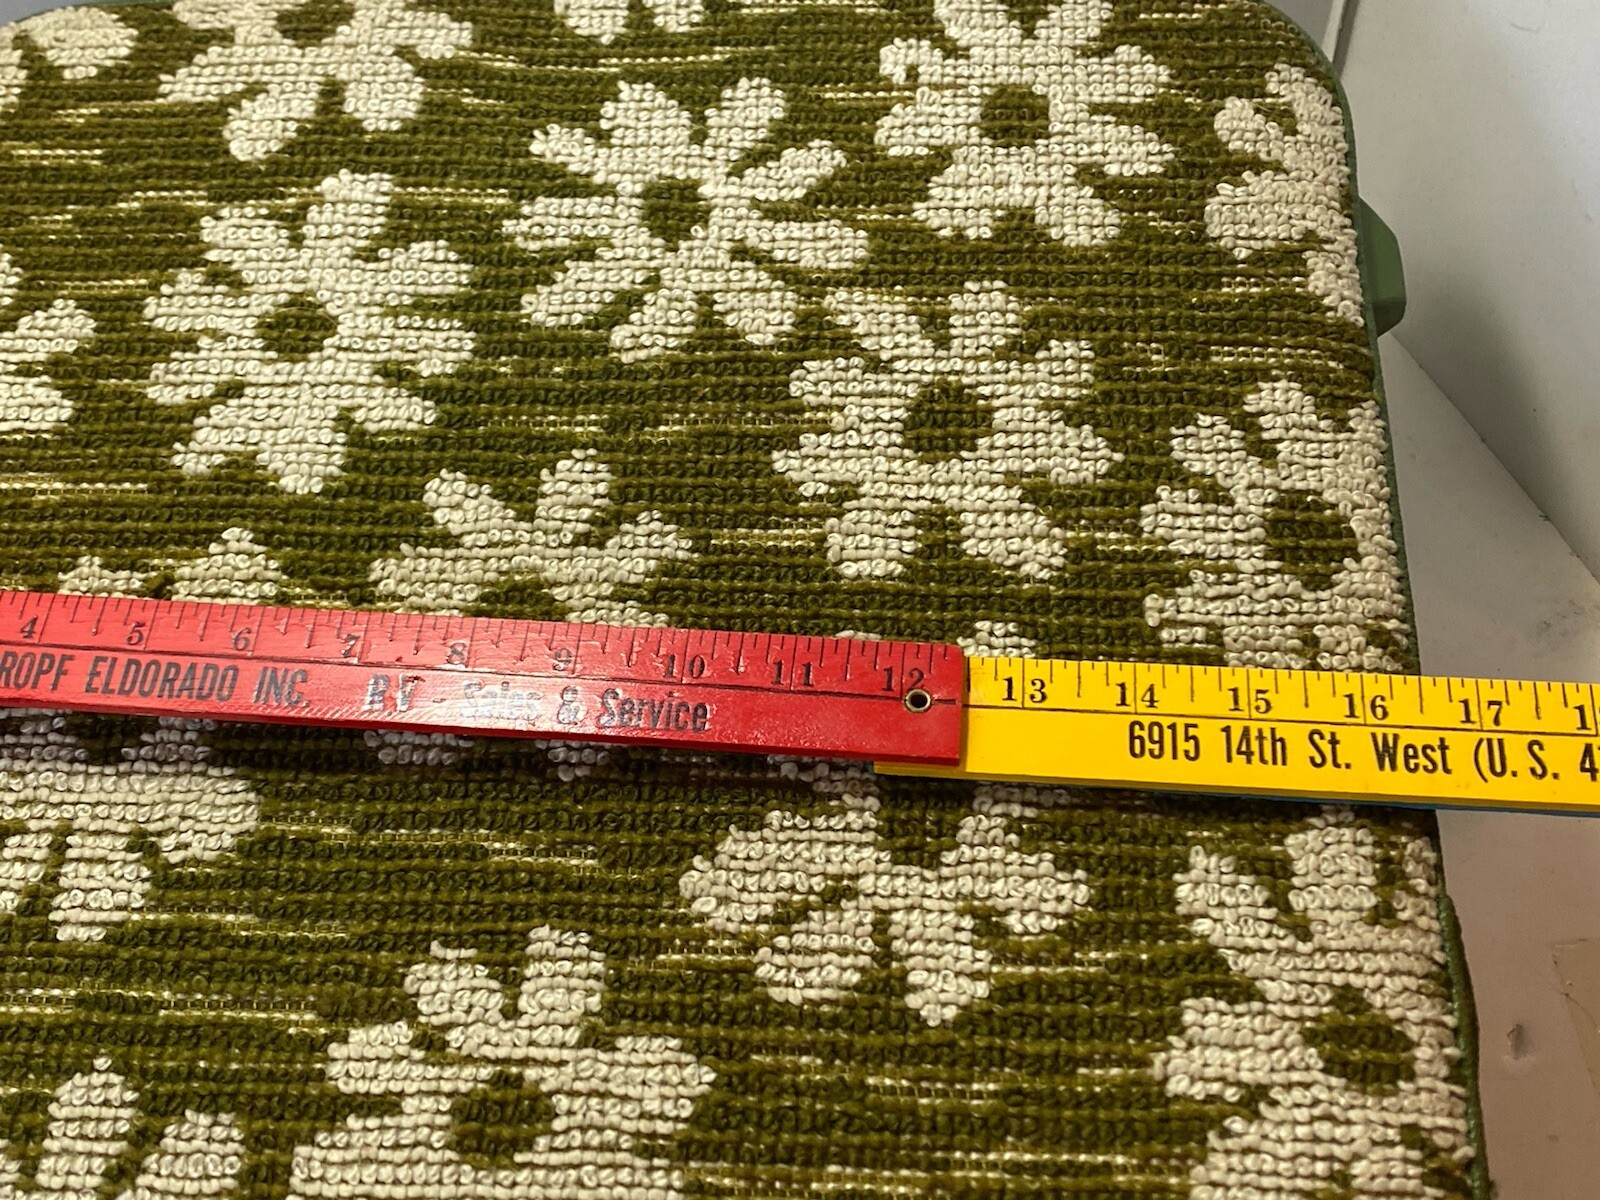 4 5 6 7 8 9 10 11 12 13 14 15 16 17
ROPF ELDORADO INC. RV - Sales & Service
6915 14th St. West (U.S. 4